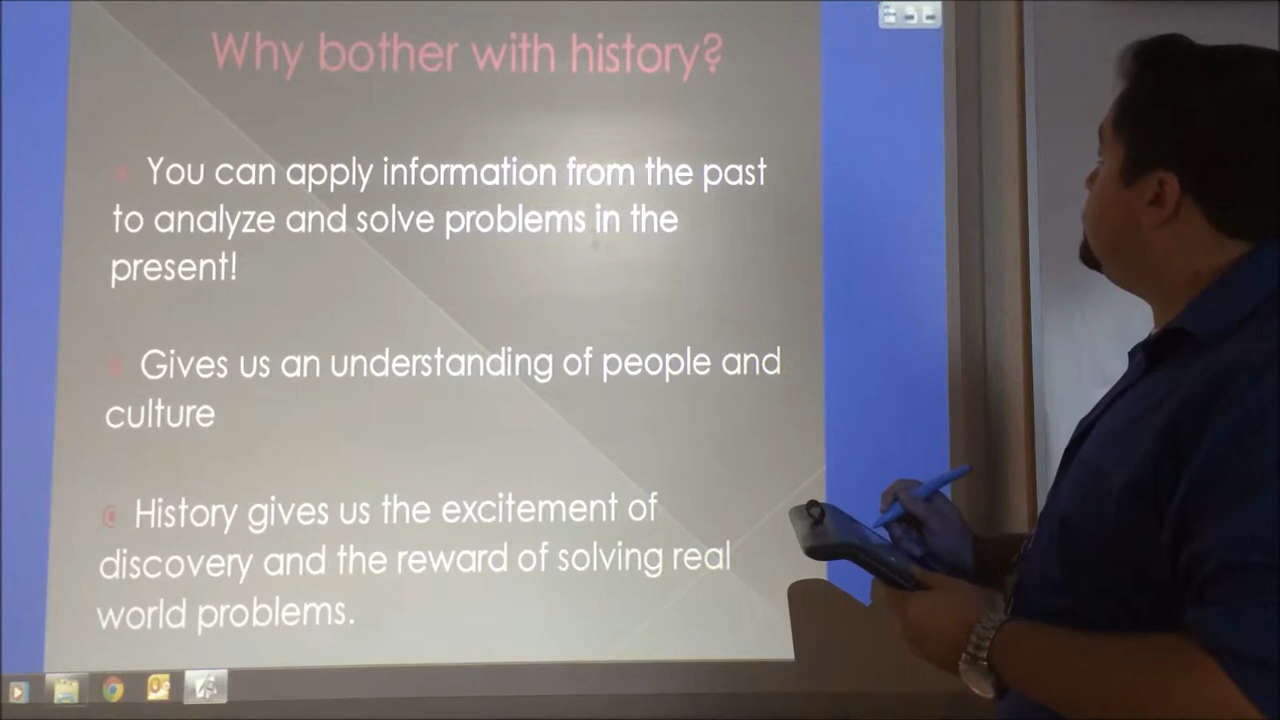 Why bother with history?
You can apply information from the past
to analyze and solve problems in the
present!
Gives us an understanding of people and
culture
History gives us the excitement of
discovery and the reward of solving real
world problems.